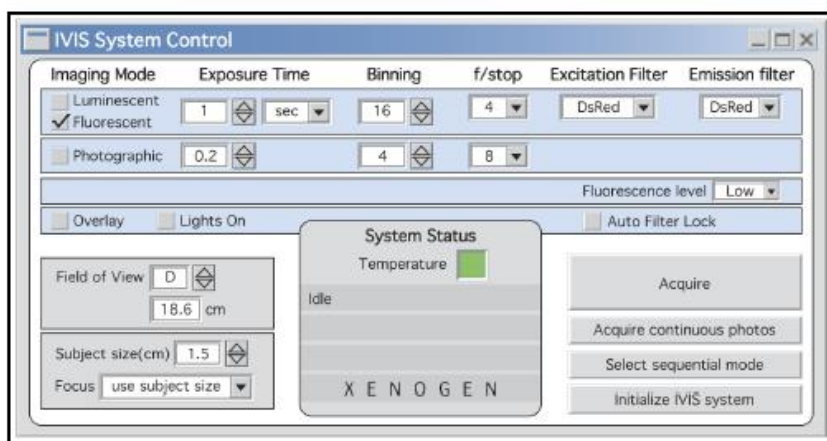 IVIS System Control
Imaging Mode Exposure Time Binning f/stop Excitation Filter Emission filter
Luminescent
Fluorescent 1 sec 16 4 DsRed DsRed
Photographic 0.2 4 8
Fluorescence level Low
Overlay Lights On Auto Filter Lock
System Status
Temperature
Idle
XENOGEN
Field of View D
18.6 cm
Subject size(cm) 1.5
Focus use subject size
Acquire
Acquire continuous photos
Select sequential mode
Initialize IVIS system